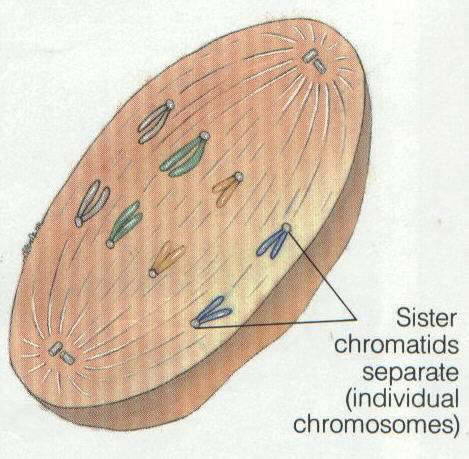 Sister
chromatids
separate
(individual
chromosomes)